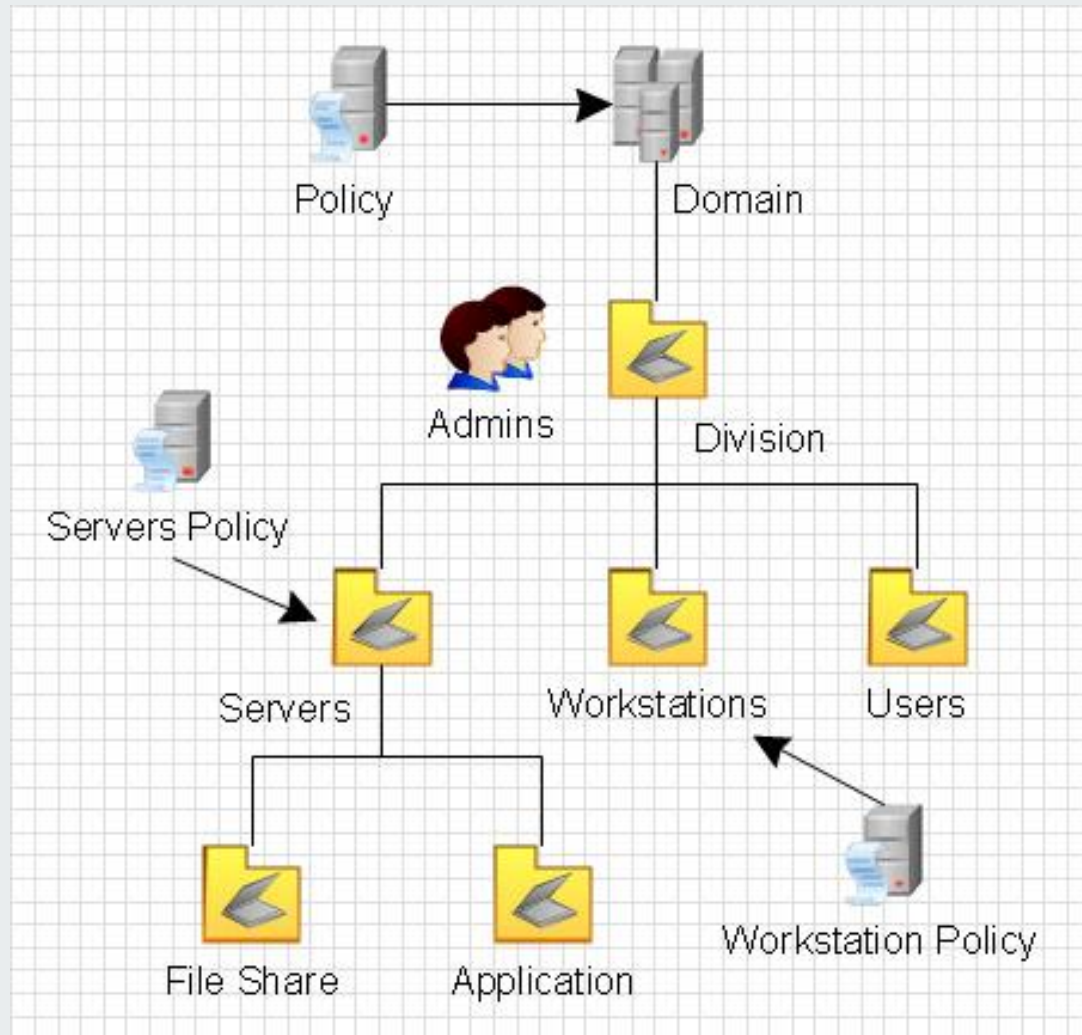 Policy
Domain
Admins
Division
Servers Policy
Servers
Workstations
Users
Workstation Policy
File Share
Application